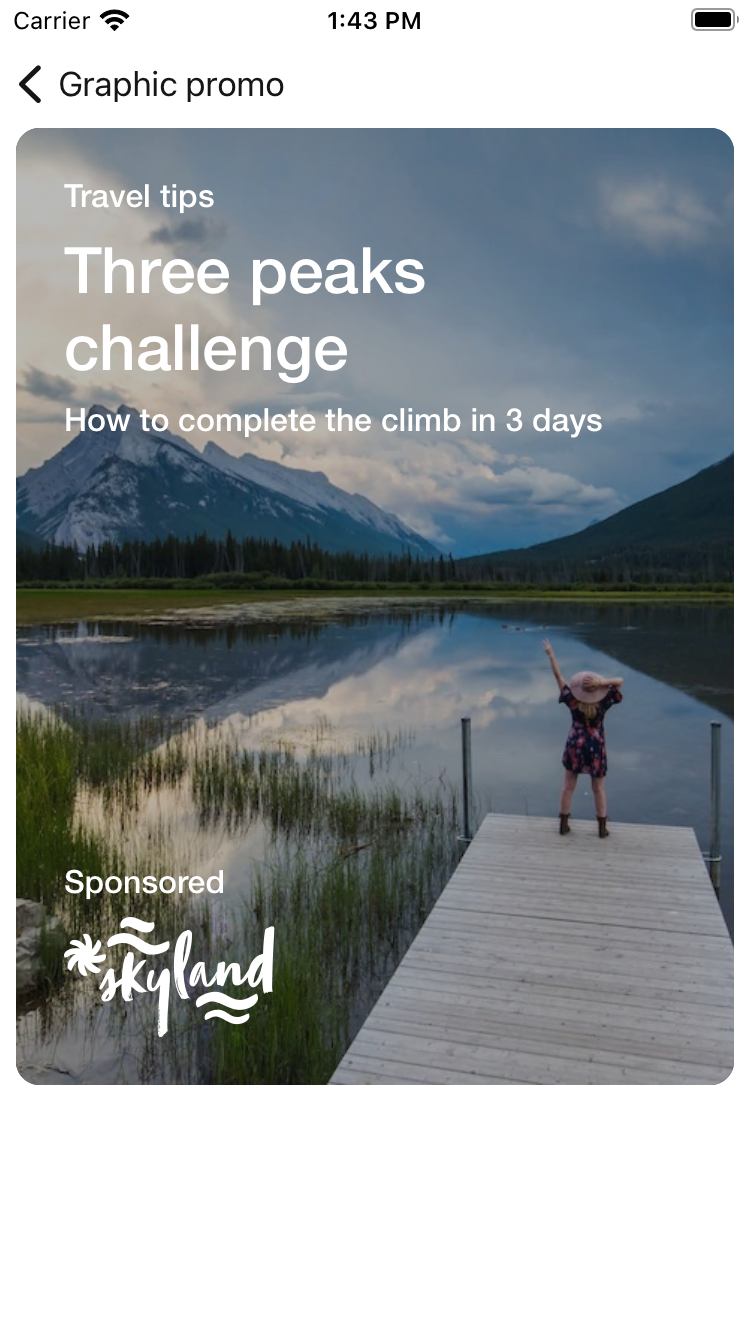 Carrier 1:43 PM
Graphic promo
Travel tips
Three peaks
challenge
How to complete the climb in 3 days
Sponsored
skyland